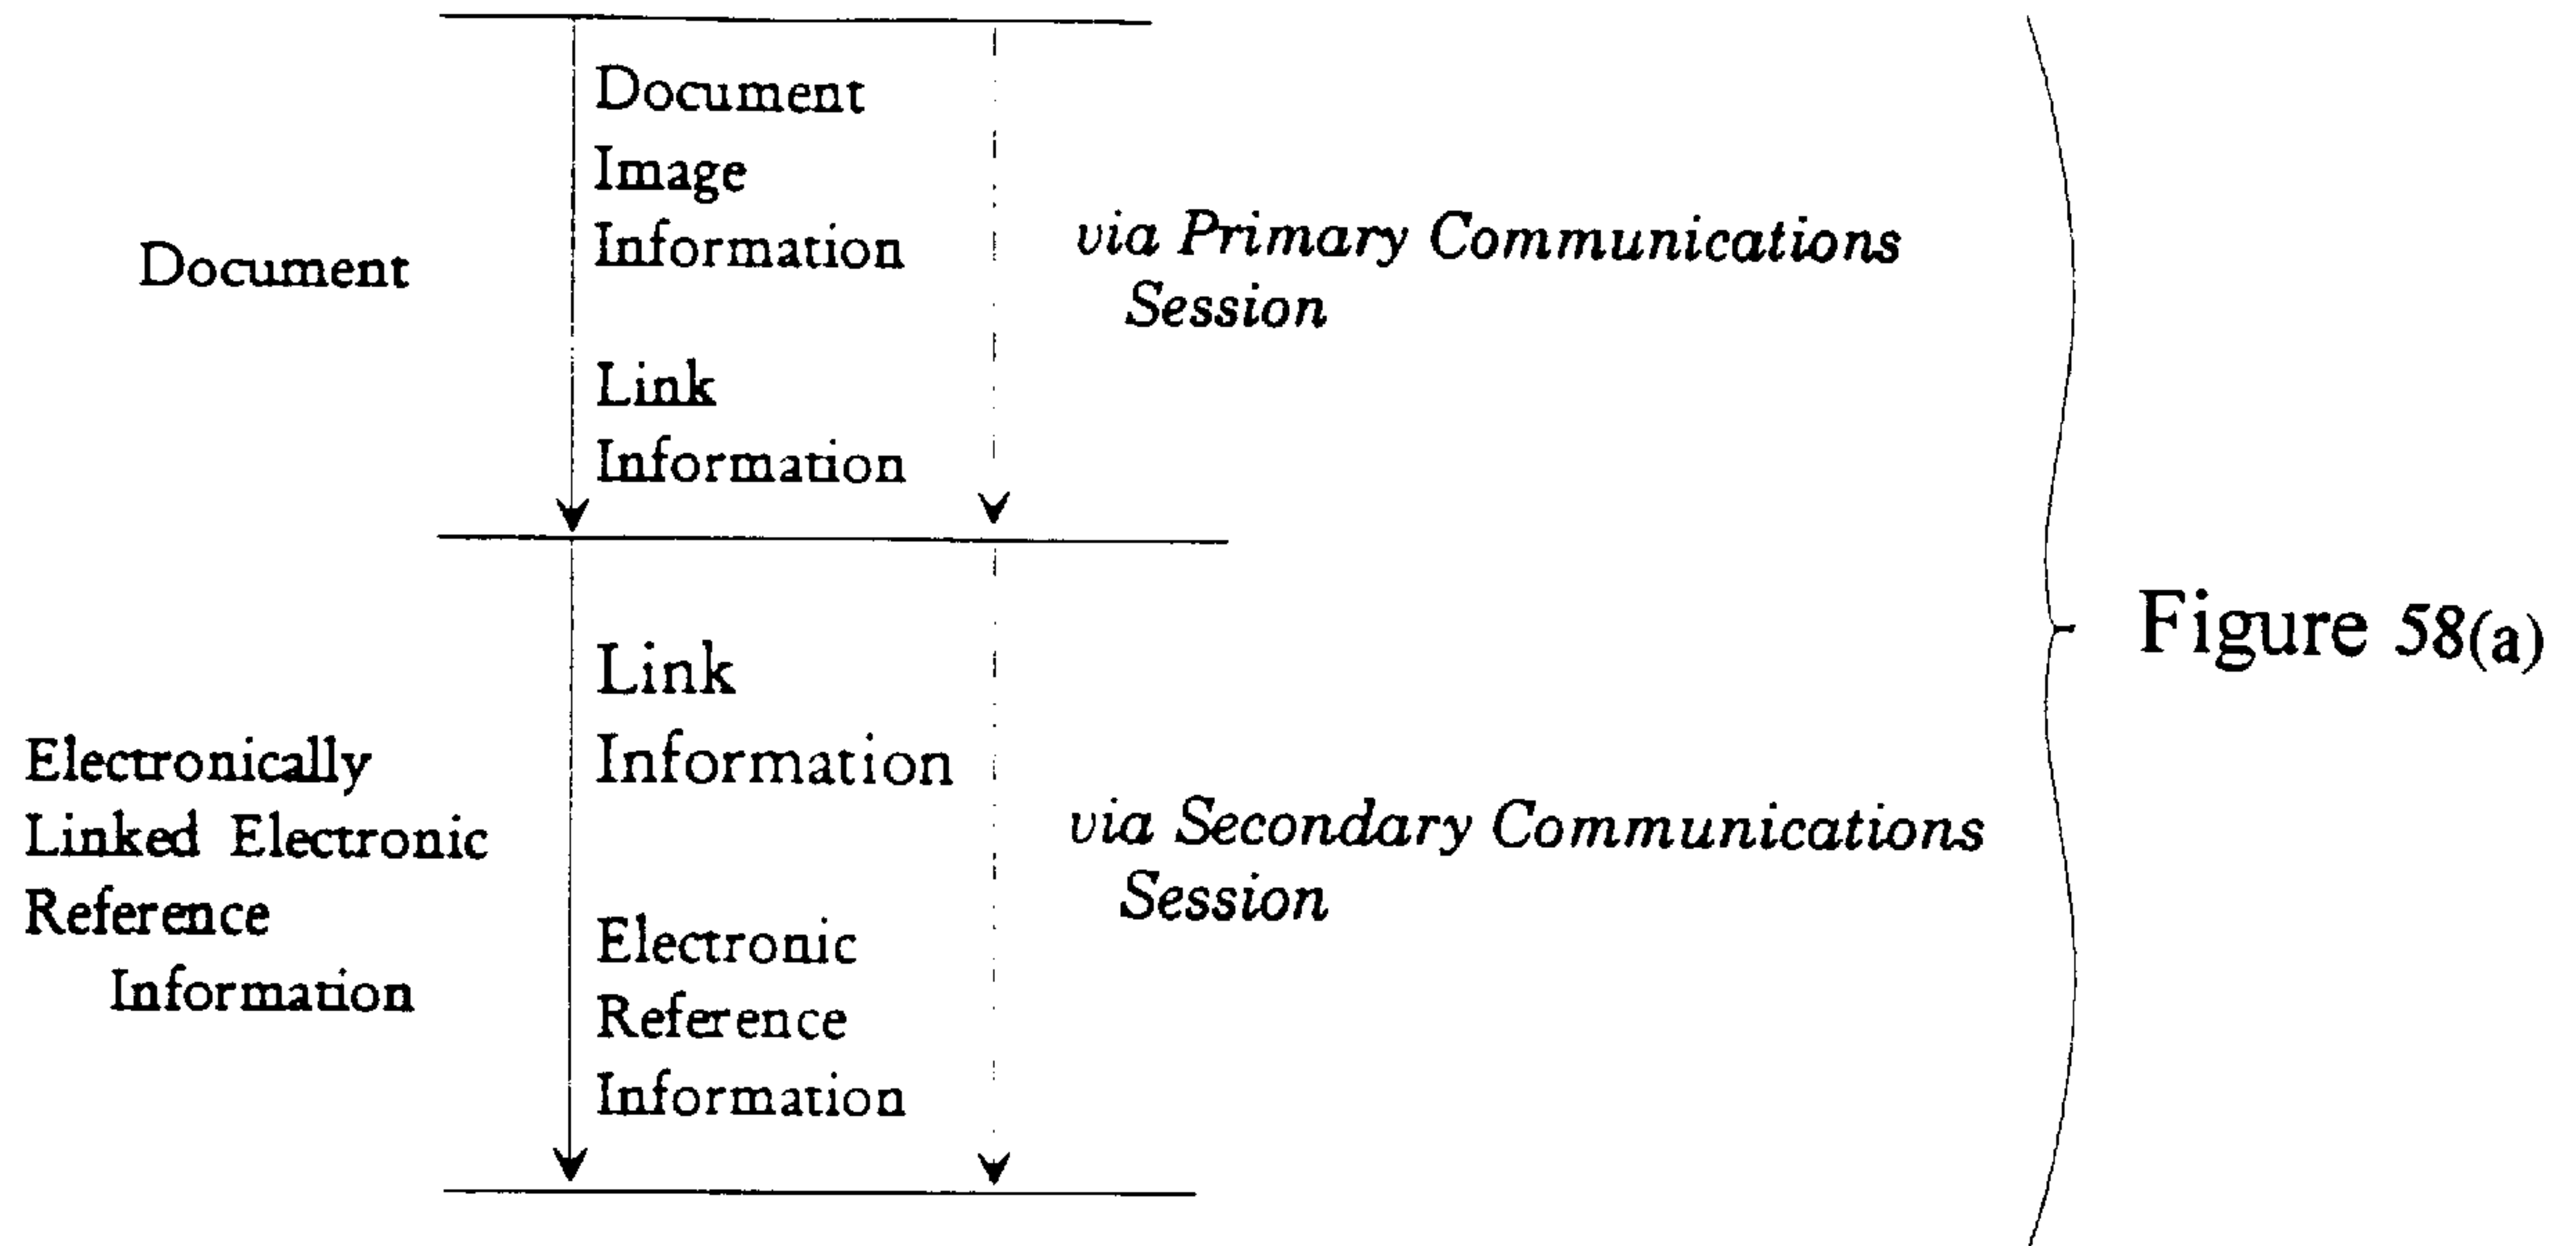 Document
Image
Information
Document
via Primary Communications
Session
Link
Information
Figure 58(a)
Link
Information
Electronically
Linked Electronic
Reference
Information
via Secondary Communications
Session
Electronic
Reference
Information